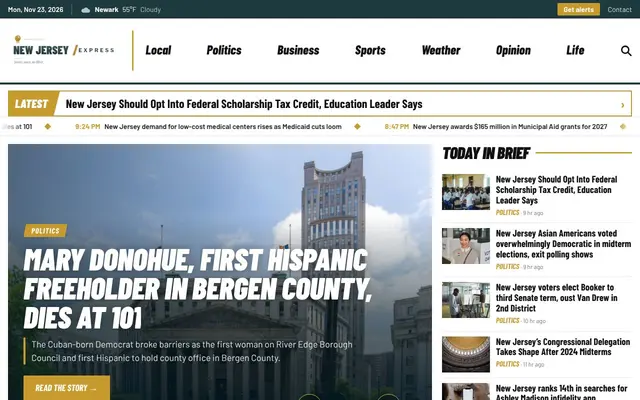 Mon, Nov 23, 2026
Newark 55°F Cloudy
Get alerts
Contact
NEW JERSEY / EXPRESS
Local
Politics
Business
Sports
Weather
Opinion
Life
LATEST
New Jersey Should Opt Into Federal Scholarship Tax Credit, Education Leader Says
›
at 101
9:24 PM New Jersey demand for low-cost medical centers rises as Medicaid cuts loom
8:47 PM New Jersey awards $165 million in Municipal Aid grants for 2027
POLITICS
MARY DONOHUE, FIRST HISPANIC
FREEHOLDER IN BERGEN COUNTY,
DIES AT 101
The Cuban-born Democrat broke barriers as the first woman on River Edge Borough
Council and first Hispanic to hold county office in Bergen County.
READ THE STORY →
TODAY IN BRIEF
New Jersey Should Opt Into Federal
Scholarship Tax Credit, Education
Leader Says
POLITICS · 9 hr ago
New Jersey Asian Americans voted
overwhelmingly Democratic in midterm
elections, exit polling shows
POLITICS · 9 hr ago
New Jersey voters elect Booker to
third Senate term, oust Van Drew in
2nd District
POLITICS · 10 hr ago
New Jersey's Congressional Delegation
Takes Shape After 2024 Midterms
POLITICS · 11 hr ago
New Jersey ranks 14th in searches for
Ashley Madison infidelity app